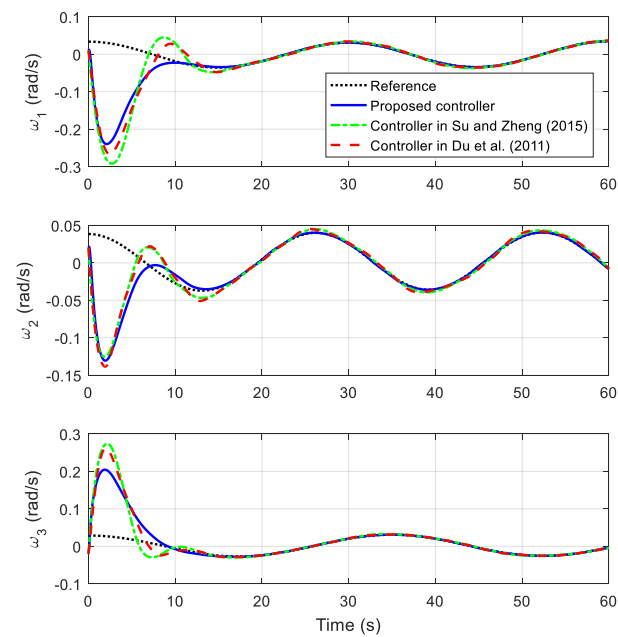 0.1
0
-0.1
-0.2
-0.3
ω1 (rad/s)
0 10 20 30 40 50 60
Reference
Proposed controller
Controller in Su and Zheng (2015)
Controller in Du et al. (2011)
0.05
0
-0.05
-0.1
-0.15
ω2 (rad/s)
0 10 20 30 40 50 60
0.3
0.2
0.1
0
-0.1
ω3 (rad/s)
0 10 20 30 40 50 60
Time (s)